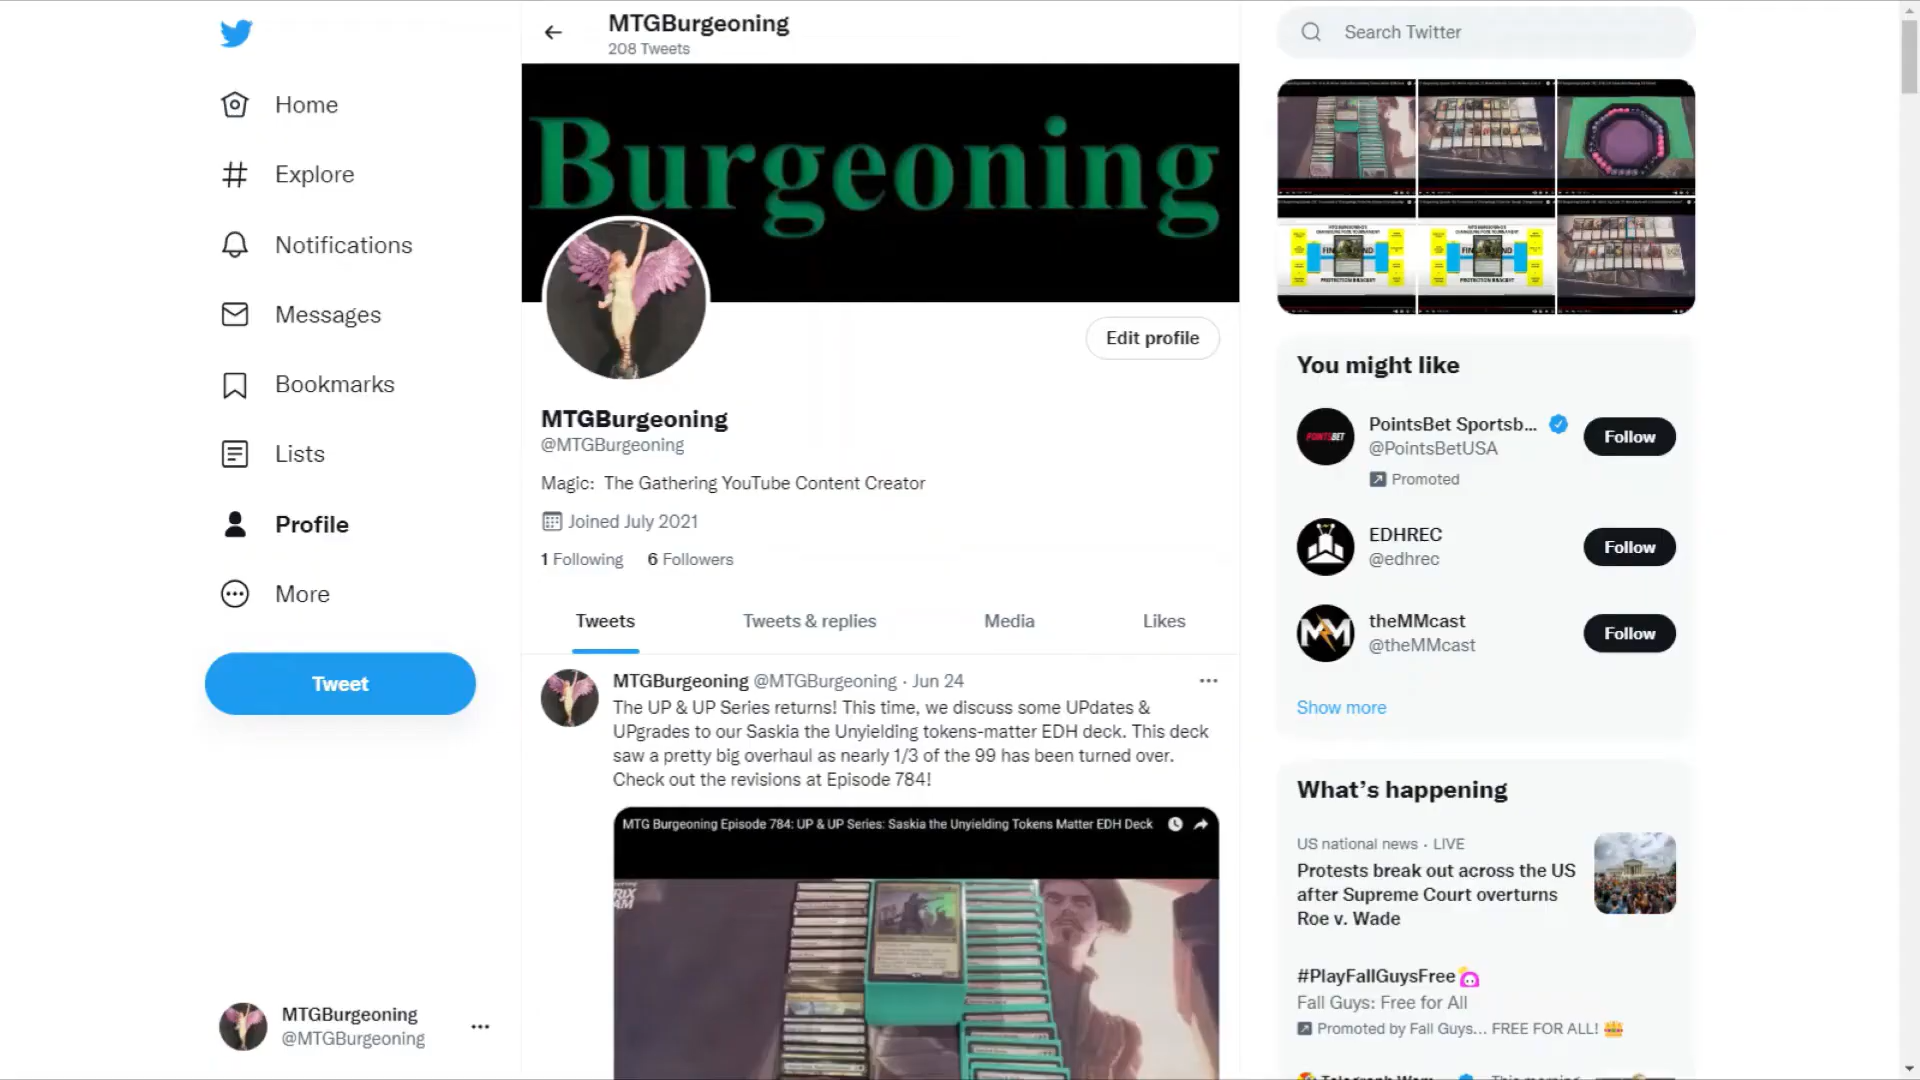 MTGBurgeoning
208 Tweets
Search Twitter
Home
Explore
Notifications
Messages
Bookmarks
Lists
Profile
More
Tweet
MTGBurgeoning
@MTGBurgeoning
Burgeoning
Edit profile
MTGBurgeoning
@MTGBurgeoning
Magic: The Gathering YouTube Content Creator
Joined July 2021
1 Following 6 Followers
Tweets Tweets & replies Media Likes
MTGBurgeoning @MTGBurgeoning · Jun 24
The UP & UP Series returns! This time, we discuss some UPdates &
UPgrades to our Saskia the Unyielding tokens-matter EDH deck. This deck
saw a pretty big overhaul as nearly 1/3 of the 99 has been turned over.
Check out the revisions at Episode 784!
MTG Burgeoning Episode 784: UP & UP Series: Saskia the Unyielding Tokens Matter EDH Deck
You might like
POINTSBET
PointsBet Sportsb...
@PointsBetUSA
Promoted
Follow
EDHREC
@edhrec
Follow
theMMcast
@theMMcast
Follow
Show more
What's happening
US national news · LIVE
Protests break out across the US
after Supreme Court overturns
Roe v. Wade
#PlayFallGuysFree
Fall Guys: Free for All
Promoted by Fall Guys... FREE FOR ALL!